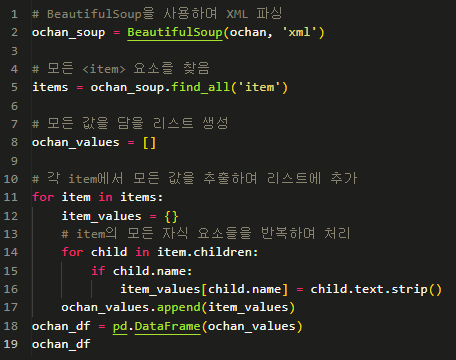 1 # BeautifulSoup을 사용하여 XML 파싱
2 ochan_soup = BeautifulSoup(ochan, 'xml')
3
4 # 모든 <item> 요소를 찾음
5 items = ochan_soup.find_all('item')
6
7 # 모든 값을 담을 리스트 생성
8 ochan_values = []
9
10 # 각 item에서 모든 값을 추출하여 리스트에 추가
11 for item in items:
12     item_values = {}
13     # item의 모든 자식 요소들을 반복하여 처리
14     for child in item.children:
15         if child.name:
16             item_values[child.name] = child.text.strip()
17     ochan_values.append(item_values)
18 ochan_df = pd.DataFrame(ochan_values)
19 ochan_df